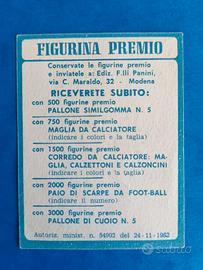 FIGURINA PREMIO
Conservate le figurine premio
e inviatele a: Ediz. F.lli Panini,
via C. Maraldo, 32 - Modena
RICEVERETE SUBITO:
con 500 figurine premio
PALLONE SIMILGOMMA N. 5
con 750 figurine premio
MAGLIA DA CALCIATORE
(indicare i colori e la taglia)
con 1500 figurine premio
CORREDO DA CALCIATORE: MAGLIA, CALZETTONI E CALZONCINI
(indicare i colori e la taglia)
con 2000 figurine premio
PAIO DI SCARPE DA FOOT-BALL
(indicare il numero)
con 3000 figurine premio
PALLONE DI CUOIO N. 5
Autoriz. minist. n. 54902 del 24-11-1962
subito